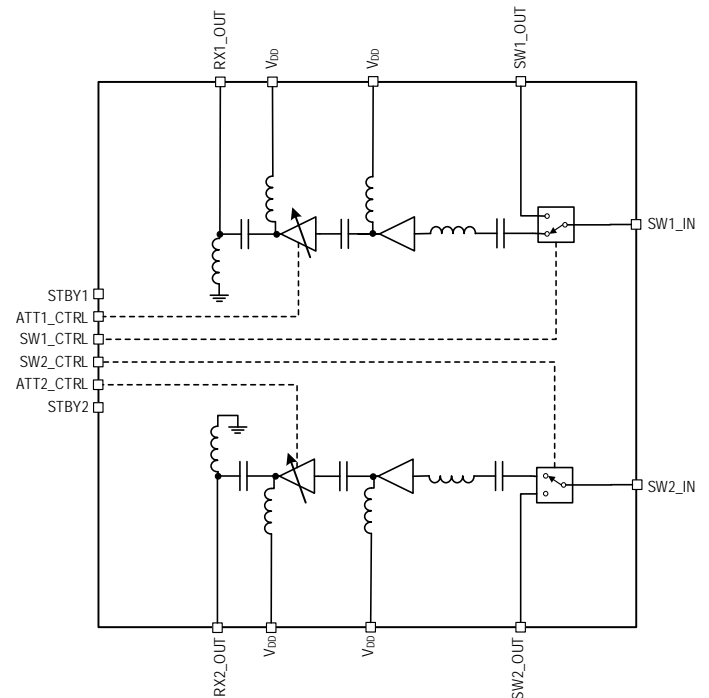 RX1_OUT
VDD
VDD
SW1_OUT
SW1_IN
STBY1
ATT1_CTRL
SW1_CTRL
SW2_CTRL
ATT2_CTRL
STBY2
SW2_IN
RX2_OUT
VDD
VDD
SW2_OUT